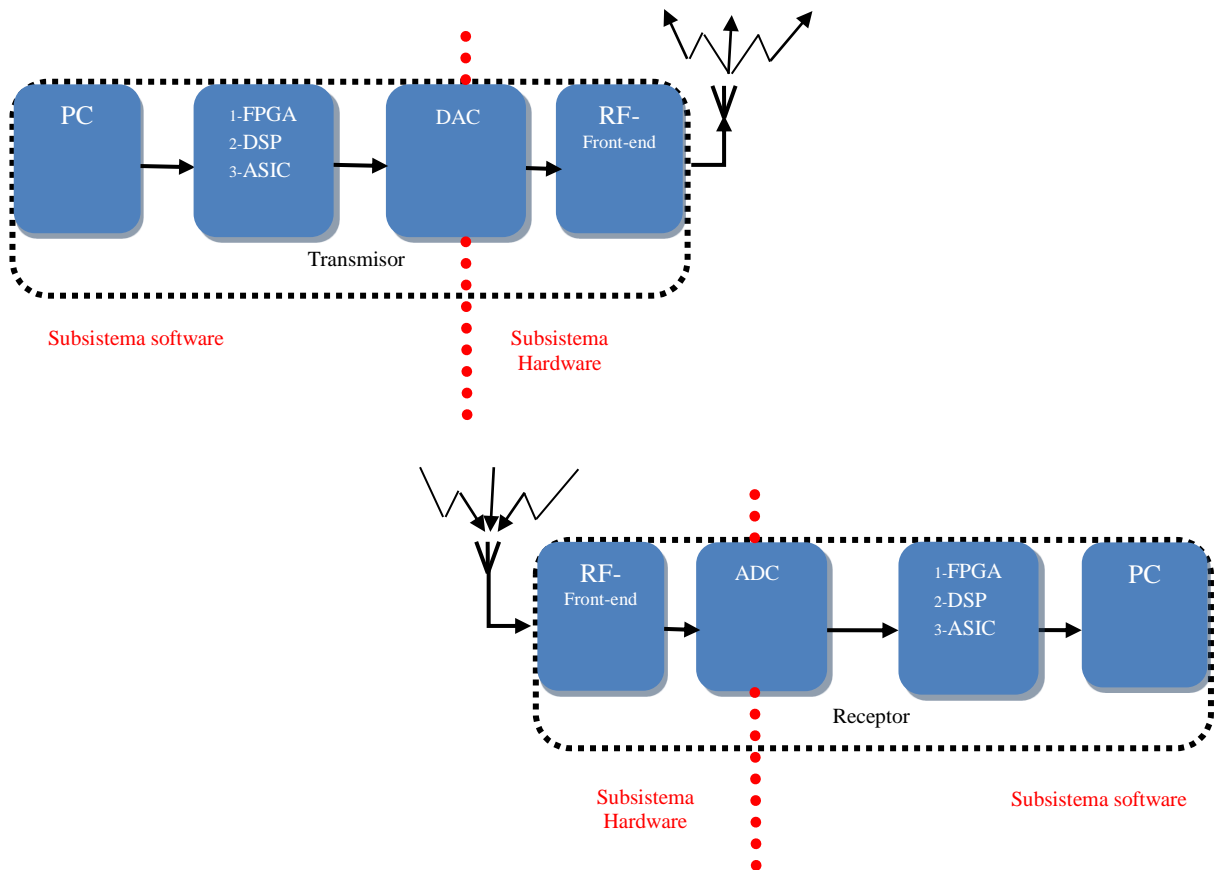 PC
1-FPGA
2-DSP
3-ASIC
DAC
RF-
Front-end
Transmisor
Subsistema software
Subsistema
Hardware
RF-
Front-end
ADC
1-FPGA
2-DSP
3-ASIC
PC
Receptor
Subsistema
Hardware
Subsistema software